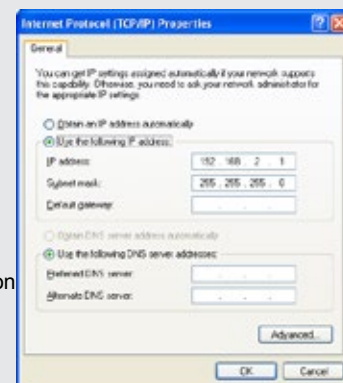 Internet Protocol (TCP/IP) Properties
General
You can get IP settings assigned automatically if your network supports
this capability. Otherwise, you need to ask your network administrator for
the appropriate IP settings.
Obtain an IP address automatically
Use the following IP address:
IP address: 192 . 168 . 2 . 1
Subnet mask: 255 . 255 . 255 . 0
Default gateway: . . .
Obtain DNS server address automatically
Use the following DNS server addresses:
on
Preferred DNS server: . . .
Alternate DNS server: . . .
Advanced...
OK Cancel